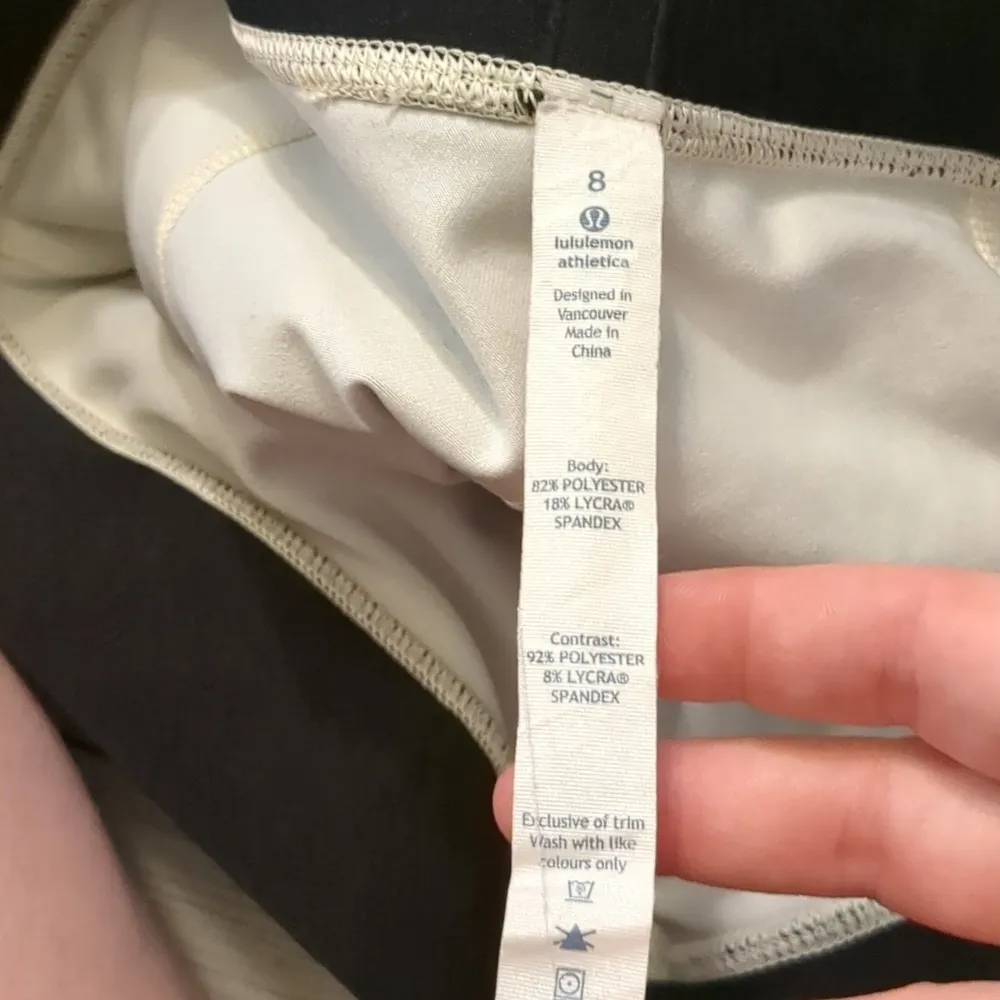 8
lululemon
athletica
Designed in
Vancouver
Made in
China
Body:
82% POLYESTER
18% LYCRA®
SPANDEX
Contrast:
92% POLYESTER
8% LYCRA®
SPANDEX
Exclusive of trim
Wash with like
colours only